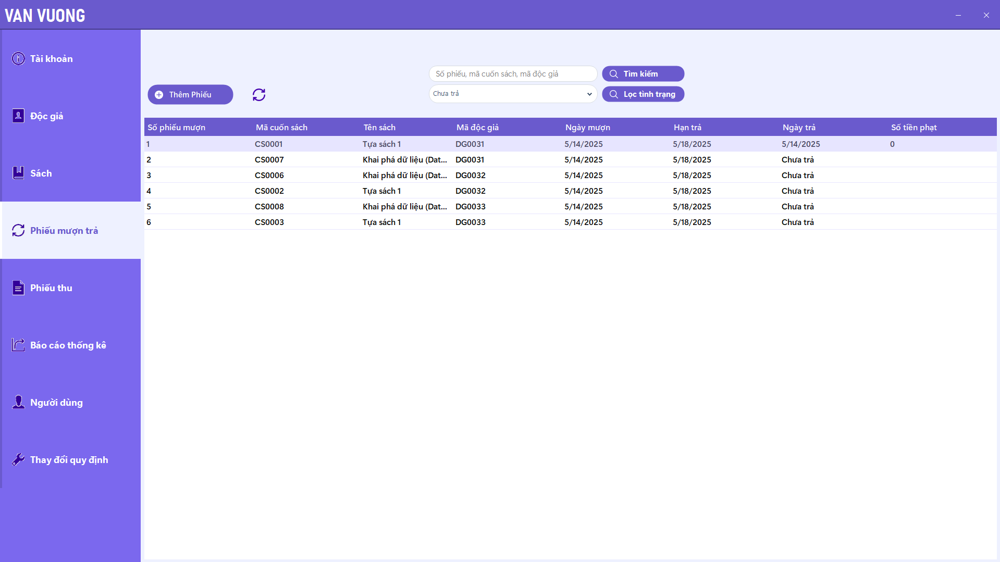 VAN VUONG
Tài khoản
Độc giả
Sách
Phiếu mượn trả
Phiếu thu
Báo cáo thống kê
Người dùng
Thay đổi quy định
Số phiếu, mã cuốn sách, mã độc giả
Tìm kiếm
Thêm Phiếu
Chưa trả
Lọc tình trạng
Số phiếu mượn Mã cuốn sách Tên sách Mã độc giả Ngày mượn Hạn trả Ngày trả Số tiền phạt
1 CS0001 Tựa sách 1 DG0031 5/14/2025 5/18/2025 5/14/2025 0
2 CS0007 Khai phá dữ liệu (Dat... DG0031 5/14/2025 5/18/2025 Chưa trả
3 CS0006 Khai phá dữ liệu (Dat... DG0032 5/14/2025 5/18/2025 Chưa trả
4 CS0002 Tựa sách 1 DG0032 5/14/2025 5/18/2025 Chưa trả
5 CS0008 Khai phá dữ liệu (Dat... DG0033 5/14/2025 5/18/2025 Chưa trả
6 CS0003 Tựa sách 1 DG0033 5/14/2025 5/18/2025 Chưa trả